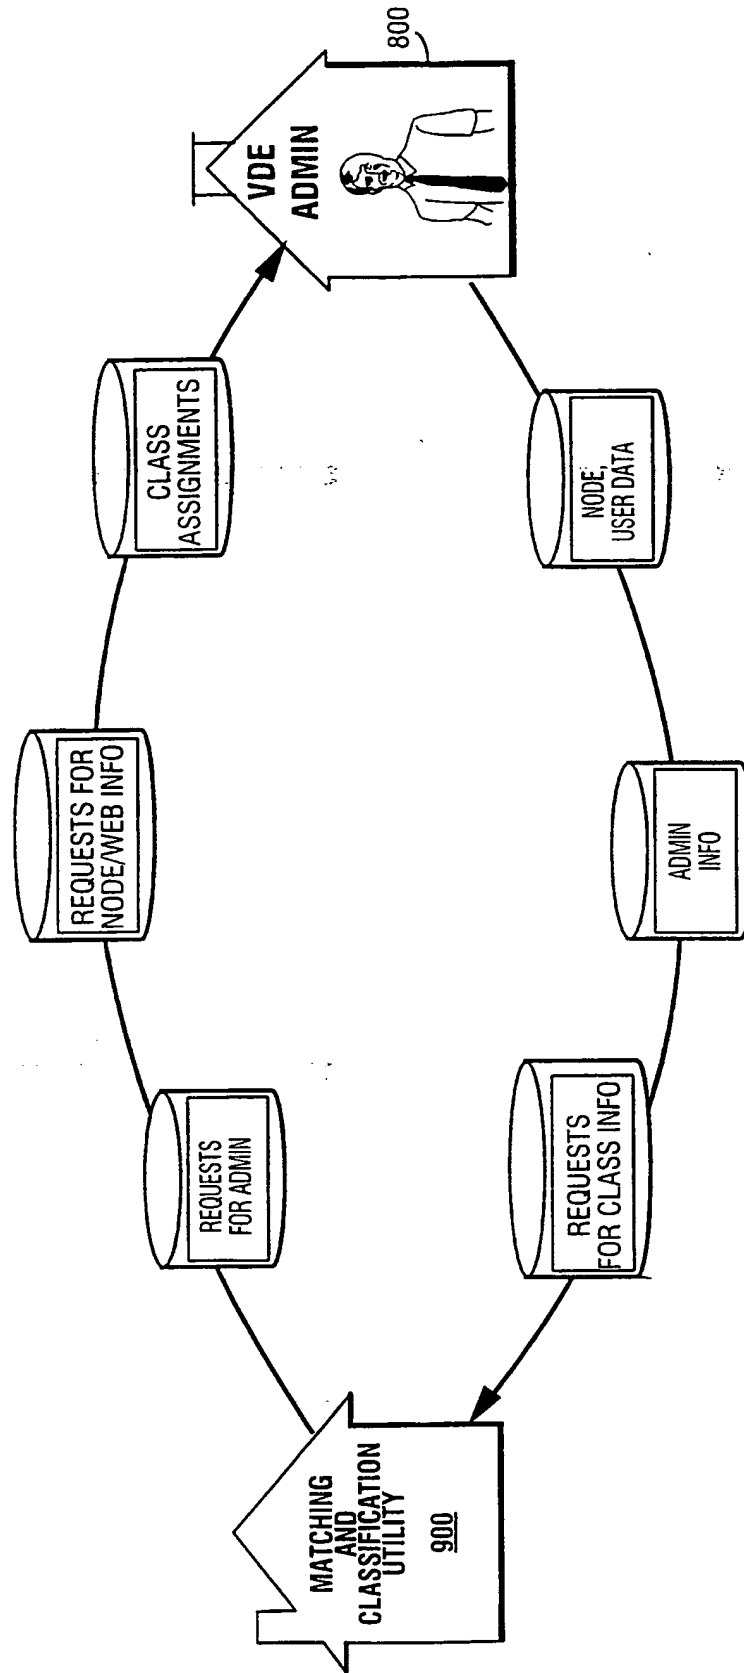 REQUESTS FOR
NODE/WEB INFO
CLASS
ASSIGNMENTS
REQUESTS
FOR ADMIN
VDE
ADMIN
800
MATCHING
AND
CLASSIFICATION
UTILITY
900
REQUESTS
FOR CLASS INFO
ADMIN
INFO
NODE,
USER DATA